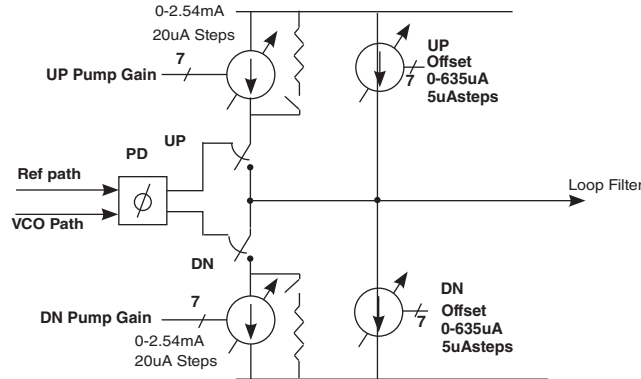 0-2.54mA
20uA Steps
7
UP Pump Gain
UP
Offset
7
0-635uA
5uAsteps
UP
PD
Ref path
VCO Path
Loop Filter
DN
7
DN Pump Gain
0-2.54mA
20uA Steps
DN
Offset
7
0-635uA
5uAsteps